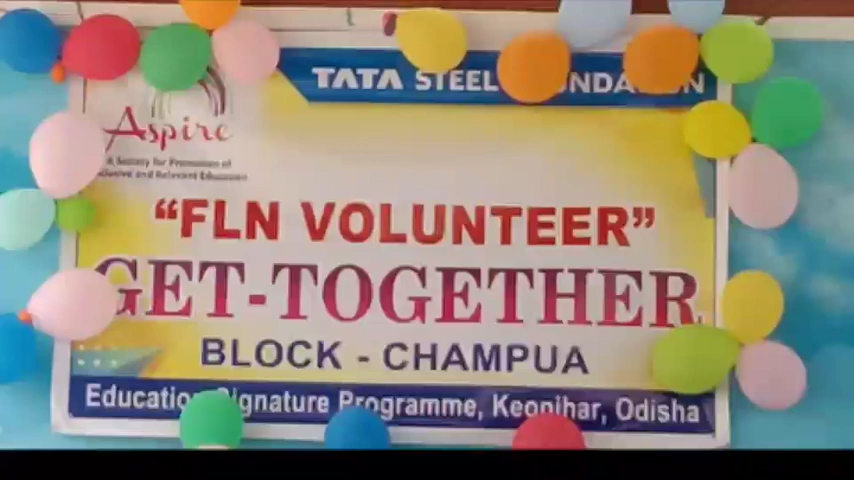 TATA STEEL FOUNDATION
Aspire
A Society for Promotion of
Inclusive and Relevant Education
“FLN VOLUNTEER”
GET-TOGETHER
BLOCK - CHAMPUA
Education Signature Programme, Keonjhar, Odisha